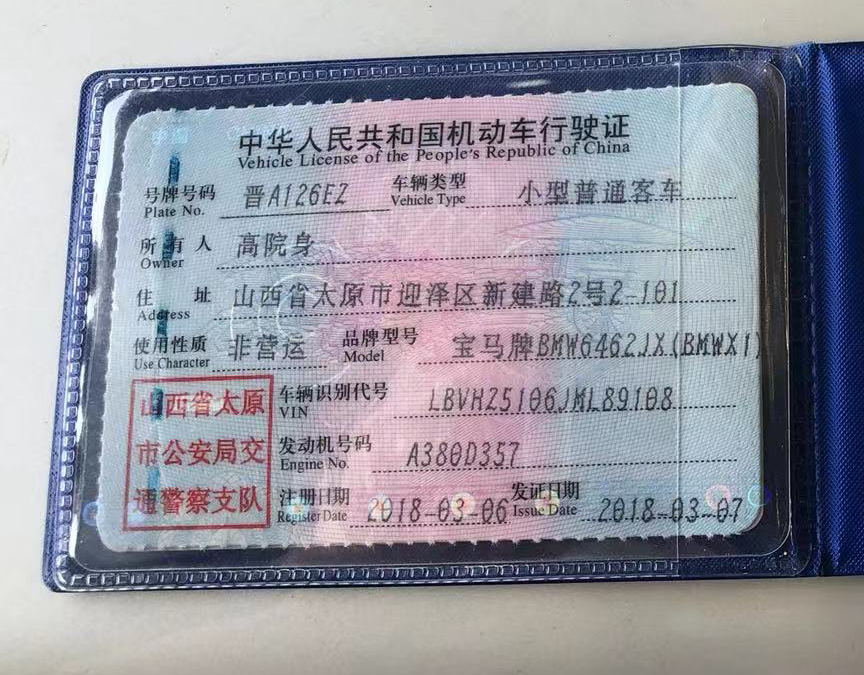 中华人民共和国机动车行驶证
Vehicle License of the People's Republic of China
号牌号码 晋A126EZ 车辆类型 小型普通客车
Plate No. Vehicle Type
所有人 高院身
Owner
住址 山西省太原市迎泽区新建路2号2-101
Address
使用性质 非营运 品牌型号 宝马牌BMW6462JX(BMWX1)
Use Character Model
山西省太原
市公安局交
通警察支队
车辆识别代号 LBVHZ5106JML89108
VIN
发动机号码 A380D357
Engine No.
注册日期 2018-03-06 发证日期 2018-03-07
Register Date Issue Date